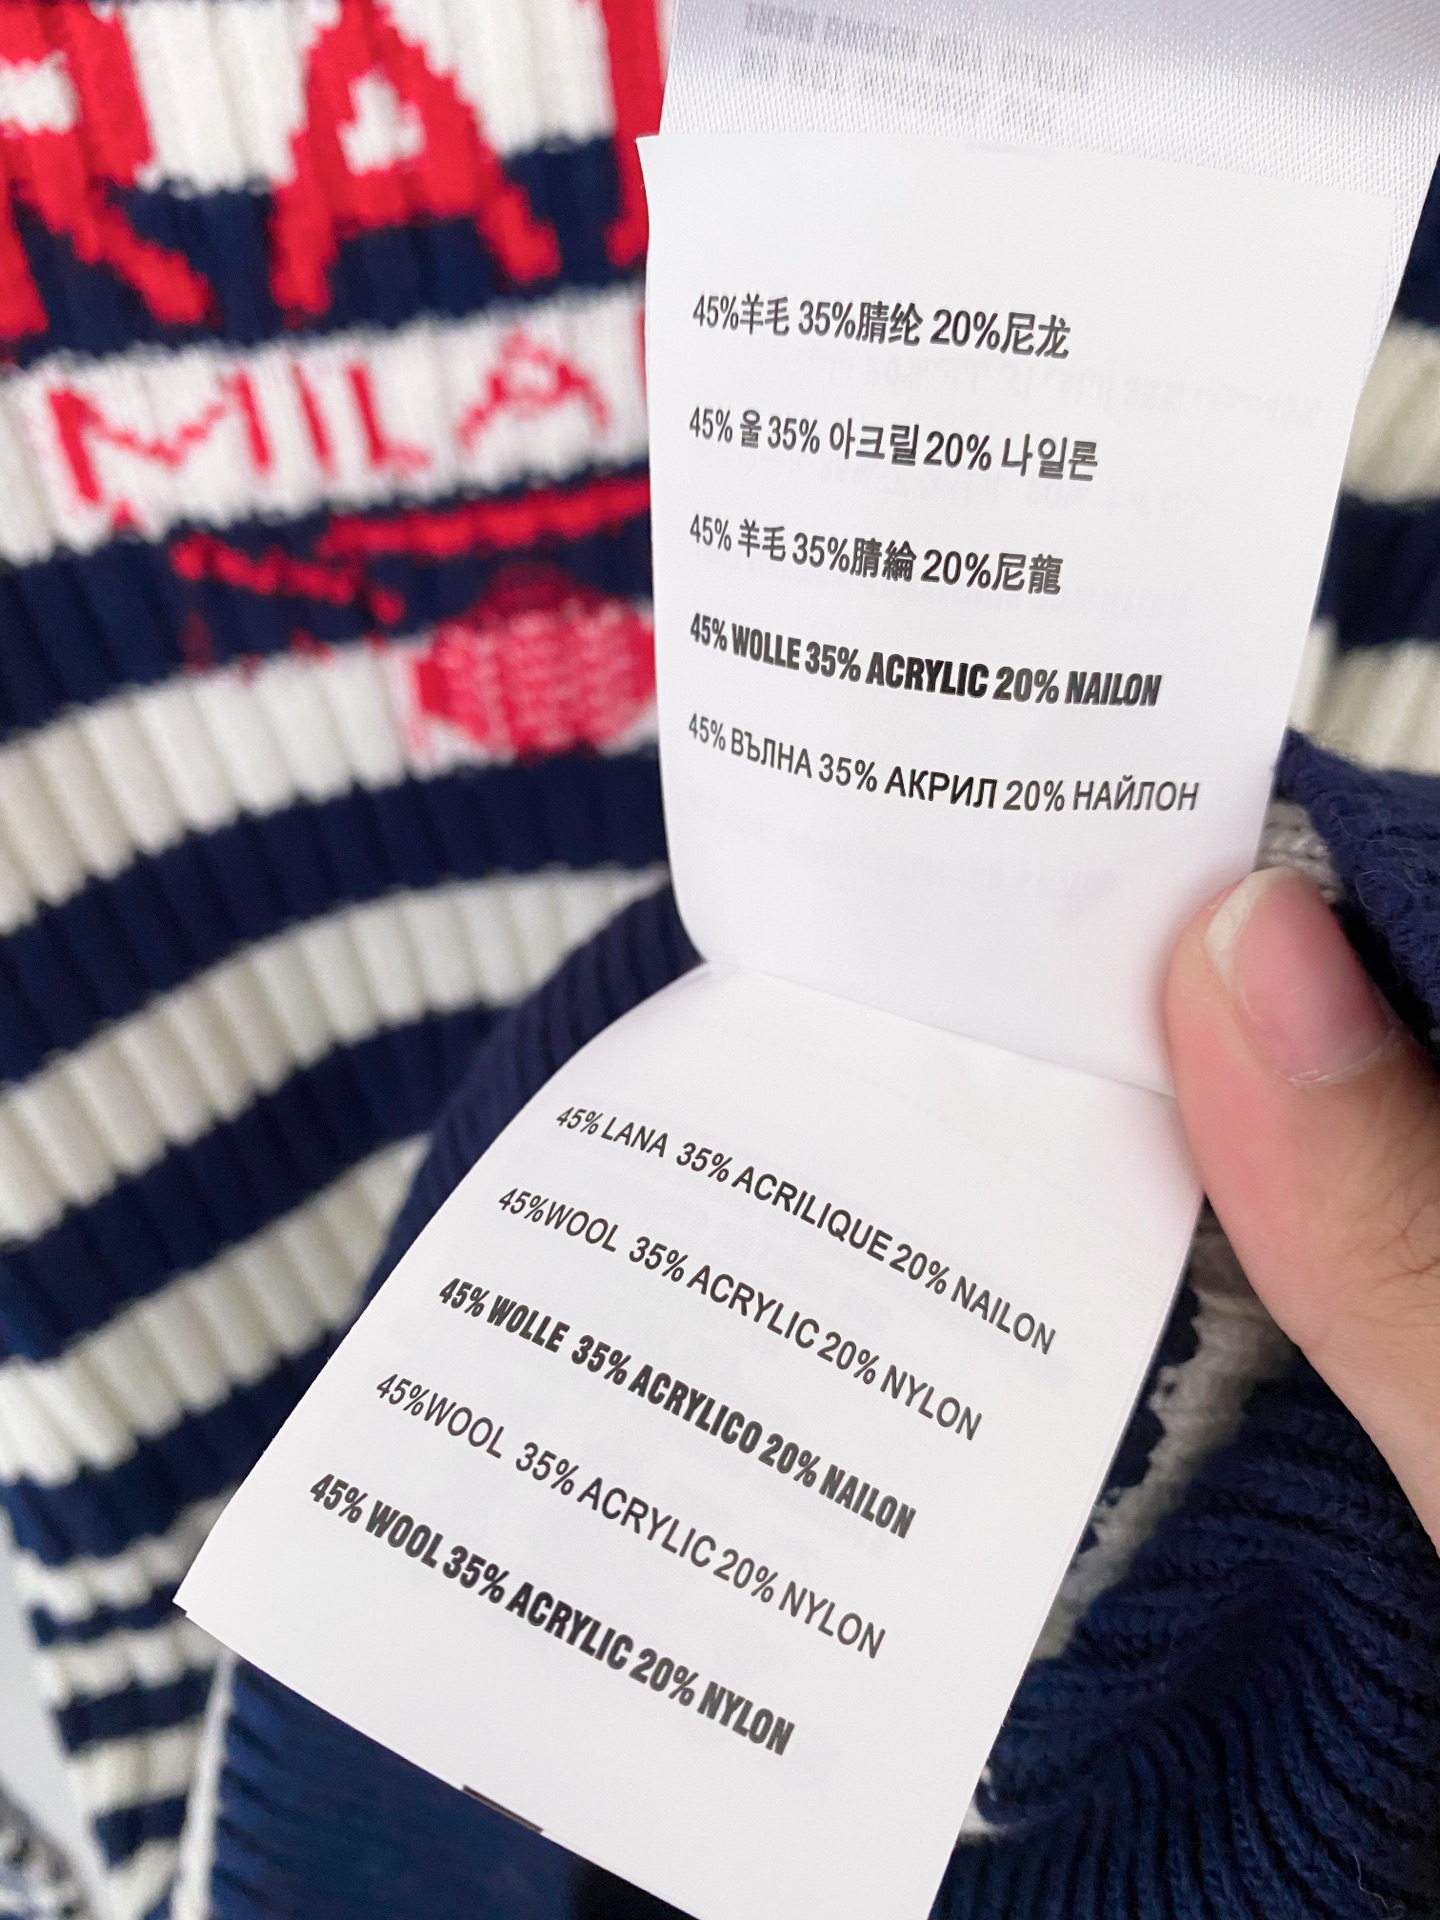 45%羊毛 35%腈纶 20%尼龙
45% 울 35% 아크릴 20% 나일론
45% 羊毛 35%腈綸 20%尼龍
45% WOLLE 35% ACRYLIC 20% NAILON
45% ВЪЛНА 35% АКРИЛ 20% НАЙЛОН
45% LANA 35% ACRILIQUE 20% NAILON
45%WOOL 35% ACRYLIC 20% NYLON
45% WOLLE 35% ACRYLICO 20% NAILON
45%WOOL 35% ACRYLIC 20% NYLON
45% WOOL 35% ACRYLIC 20% NYLON
RA
MILA